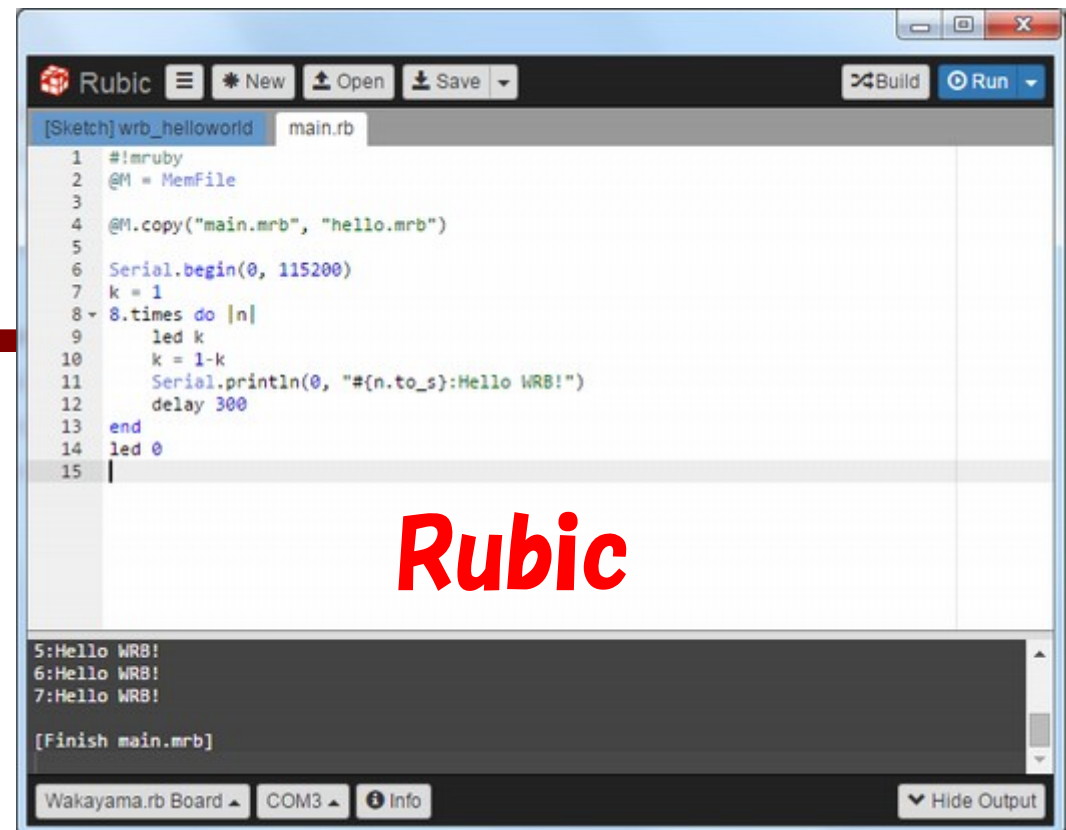 Rubic New Open Save Build Run
[Sketch] wrb_helloworld main.rb
1 #!mruby
2 @M = MemFile
3
4 @M.copy("main.mrb", "hello.mrb")
5
6 Serial.begin(0, 115200)
7 k = 1
8 8.times do |n|
9 led k
10 k = 1-k
11 Serial.println(0, "#{n.to_s}:Hello WRB!")
12 delay 300
13 end
14 led 0
15
Rubic
5:Hello WRB!
6:Hello WRB!
7:Hello WRB!
[Finish main.mrb]
Wakayama.rb Board COM3 Info Hide Output